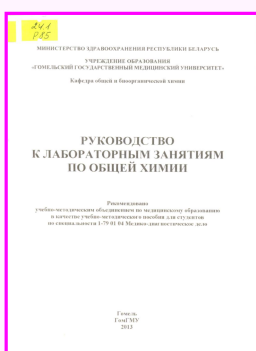 241
Р85
МИНИСТЕРСТВО ЗДРАВООХРАНЕНИЯ РЕСПУБЛИКИ БЕЛАРУСЬ
УЧРЕЖДЕНИЕ ОБРАЗОВАНИЯ
«ГОМЕЛЬСКИЙ ГОСУДАРСТВЕННЫЙ МЕДИЦИНСКИЙ УНИВЕРСИТЕТ»
Кафедра общей и биоорганической химии
РУКОВОДСТВО
К ЛАБОРАТОРНЫМ ЗАНЯТИЯМ
ПО ОБЩЕЙ ХИМИИ
Рекомендовано
учебно-методическим объединением по медицинскому образованию
в качестве учебно-методического пособия для студентов
по специальности 1-79 01 04 Медико-диагностическое дело
Гомель
ГомГМУ
2013